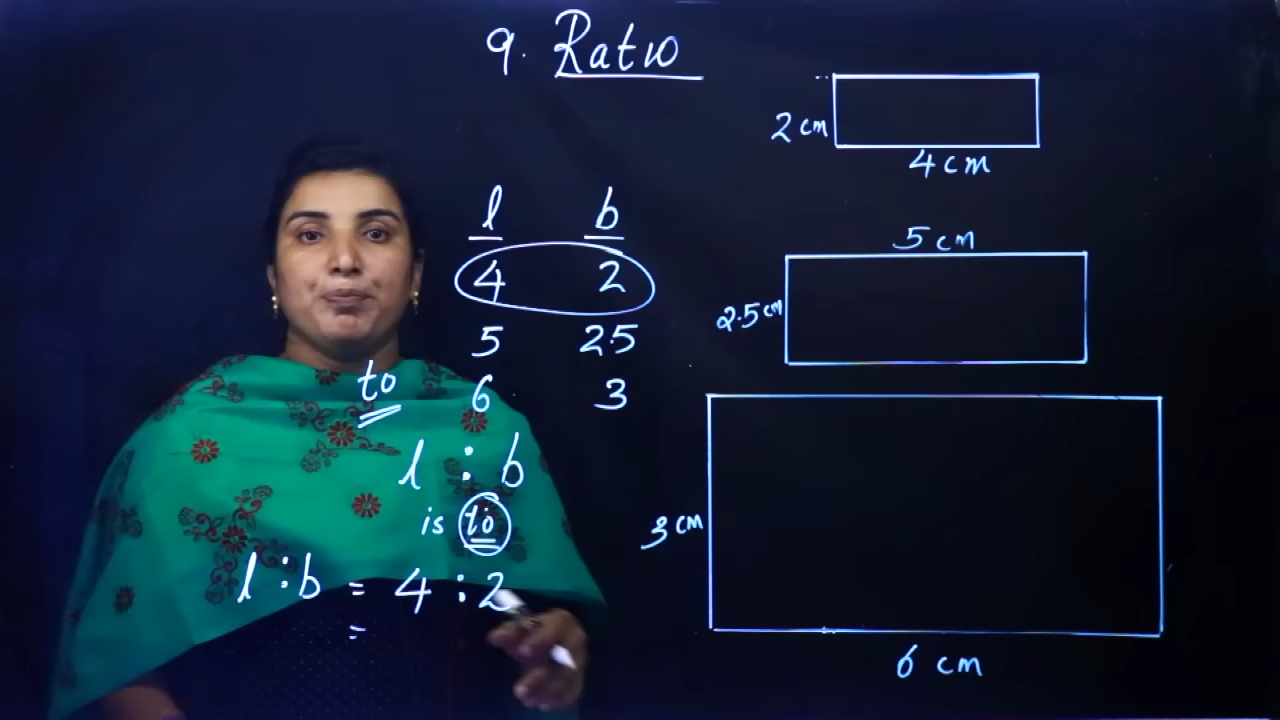 9. Ratio
2 cm
4 cm
l b
4 2
5 2.5
6 3
to
l : b
is to
l : b = 4 : 2
=
5 cm
2.5 cm
3 cm
6 cm